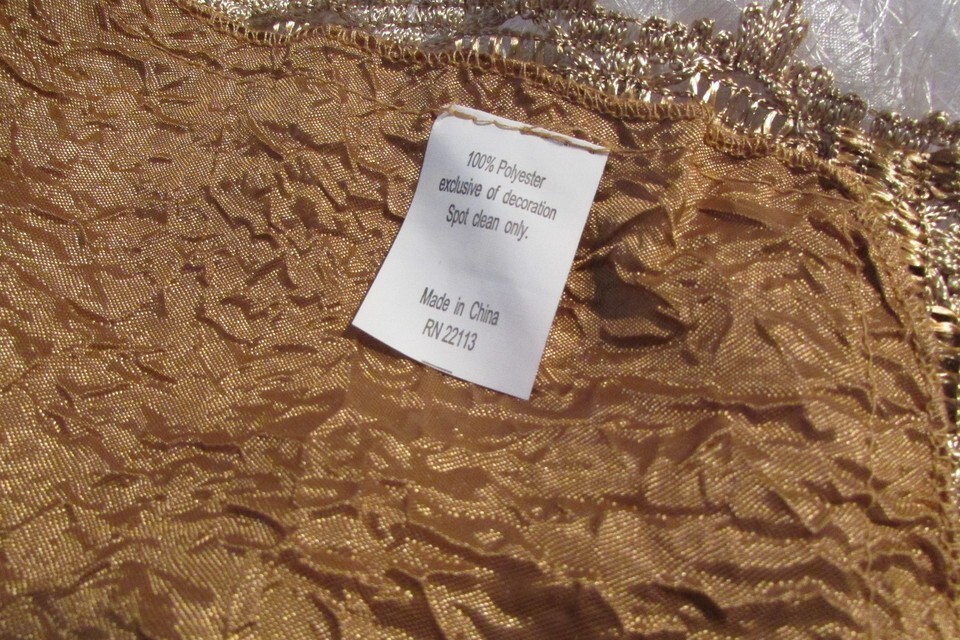 100% Polyester
exclusive of decoration
Spot clean only.
Made in China
RN 22113